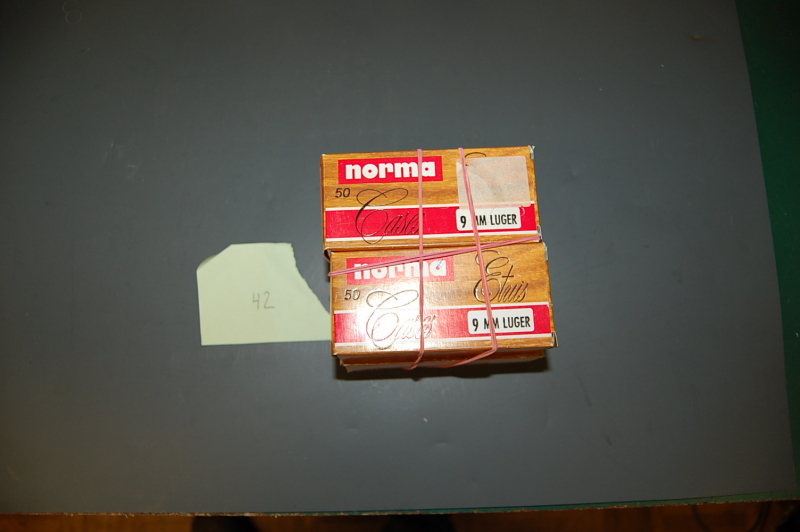 norma
50
Cases
9 MM LUGER
norma
Etuis
50
Cases
9 MM LUGER
42